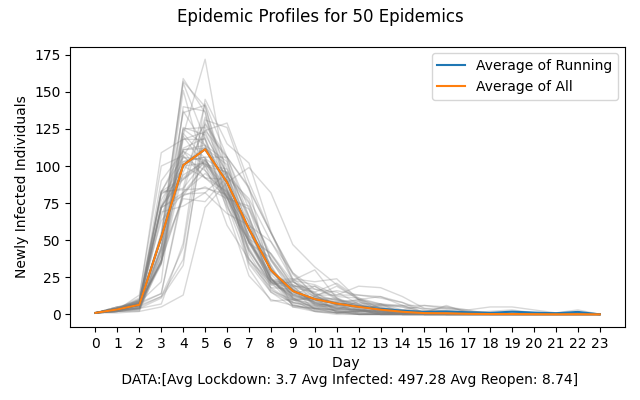 Epidemic Profiles for 50 Epidemics
175
150
125
100
75
50
25
0
Newly Infected Individuals
Average of Running
Average of All
0 1 2 3 4 5 6 7 8 9 10 11 12 13 14 15 16 17 18 19 20 21 22 23
Day
DATA:[Avg Lockdown: 3.7 Avg Infected: 497.28 Avg Reopen: 8.74]